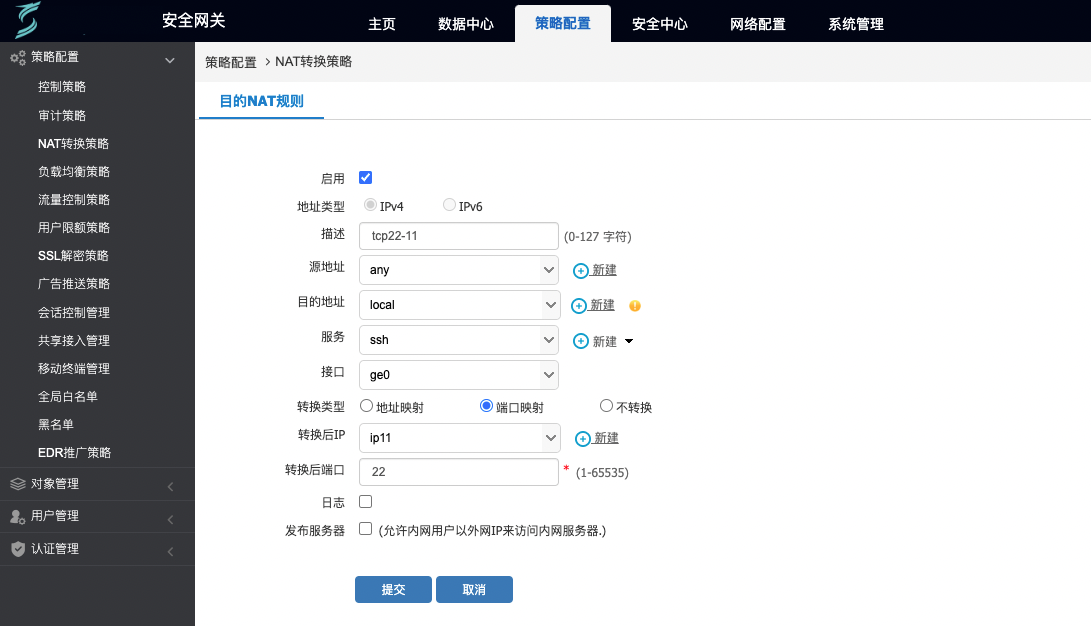 安全网关
主页 数据中心 策略配置 安全中心 网络配置 系统管理
策略配置
控制策略
审计策略
NAT转换策略
负载均衡策略
流量控制策略
用户限额策略
SSL解密策略
广告推送策略
会话控制管理
共享接入管理
移动终端管理
全局白名单
黑名单
EDR推广策略
对象管理
用户管理
认证管理
策略配置 > NAT转换策略
目的NAT规则
启用
地址类型 IPv4 IPv6
描述 tcp22-11 (0-127 字符)
源地址 any 新建
目的地址 local 新建
服务 ssh 新建
接口 ge0
转换类型 地址映射 端口映射 不转换
转换后IP ip11 新建
转换后端口 22 * (1-65535)
日志
发布服务器 (允许内网用户以外网IP来访问内网服务器.)
提交 取消